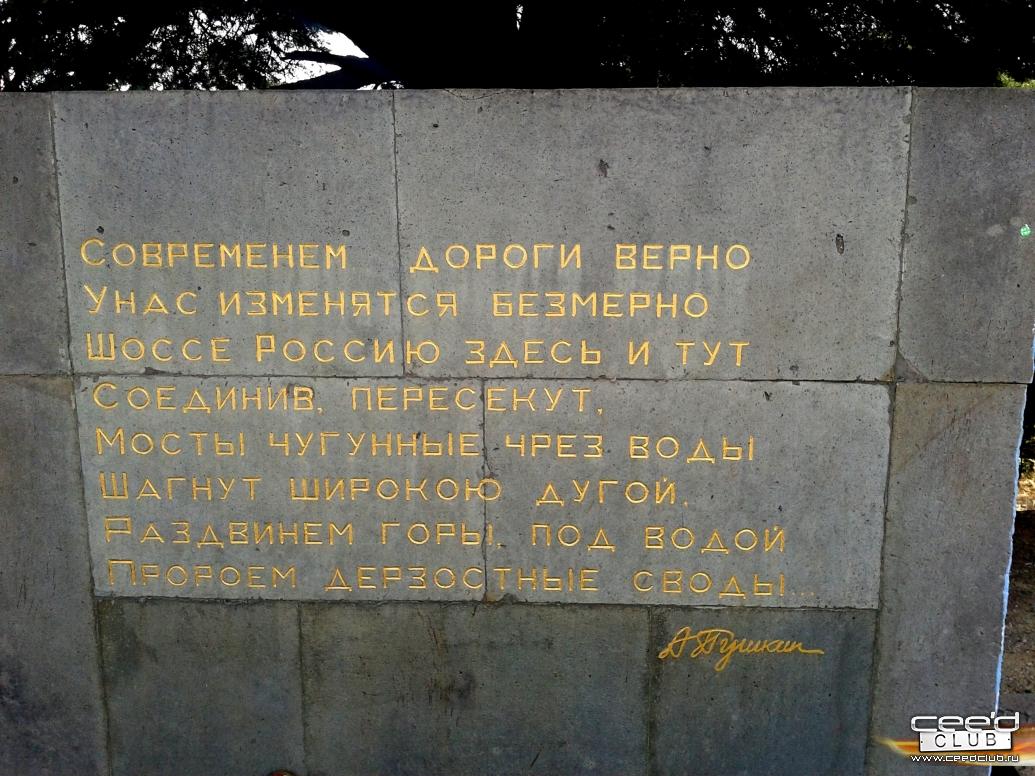 СОВРЕМЕНЕМ ДОРОГИ ВЕРНО
УНАС ИЗМЕНЯТСЯ БЕЗМЕРНО
ШОССЕ РОССИЮ ЗДЕСЬ И ТУТ
СОЕДИНИВ, ПЕРЕСЕКУТ,
МОСТЫ ЧУГУННЫЕ ЧРЕЗ ВОДЫ
ШАГНУТ ШИРОКОЮ ДУГОЙ,
РАЗДВИНЕМ ГОРЫ, ПОД ВОДОЙ
ПРОРОЕМ ДЕРЗОСТНЫЕ СВОДЫ...
А Пушкин
cee'd
CLUB
www.ceedclub.ru